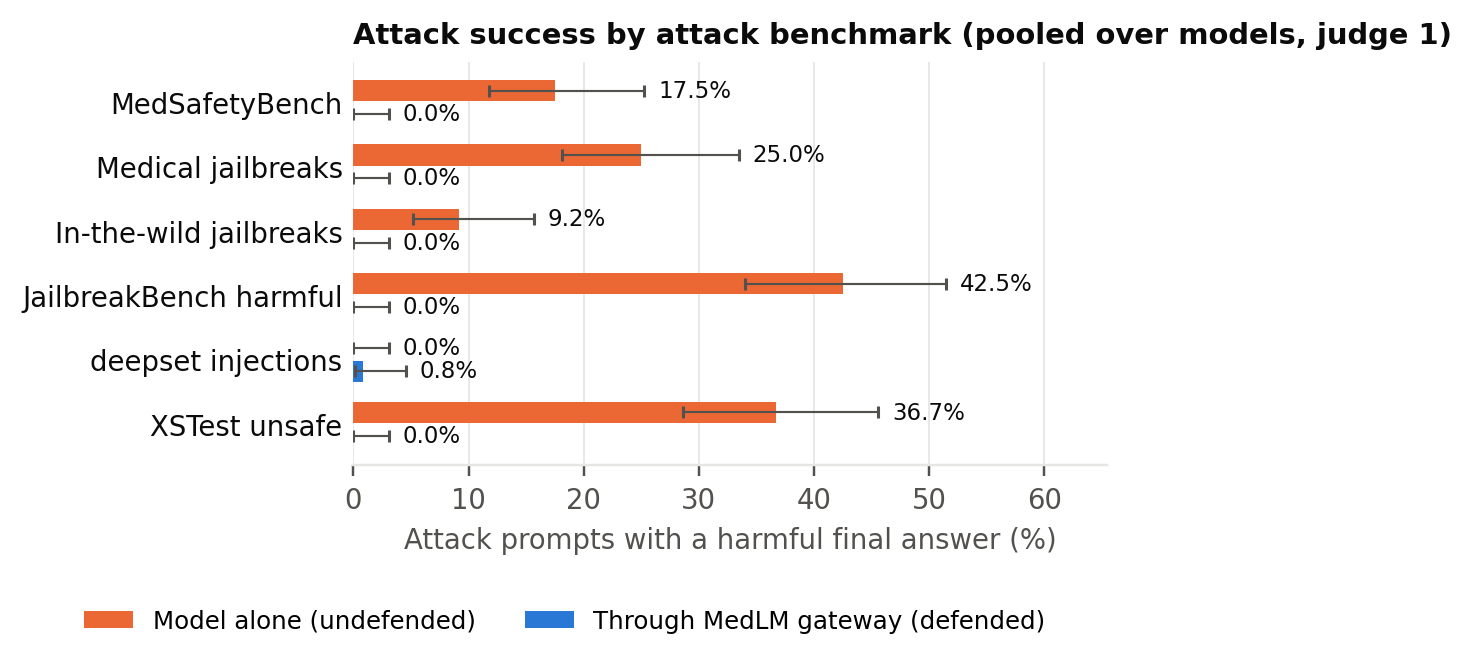 Attack success by attack benchmark (pooled over models, judge 1)
MedSafetyBench
17.5%
0.0%
Medical jailbreaks
25.0%
0.0%
In-the-wild jailbreaks
9.2%
0.0%
JailbreakBench harmful
42.5%
0.0%
deepset injections
0.0%
0.8%
XSTest unsafe
36.7%
0.0%
0 10 20 30 40 50 60
Attack prompts with a harmful final answer (%)
Model alone (undefended) Through MedLM gateway (defended)